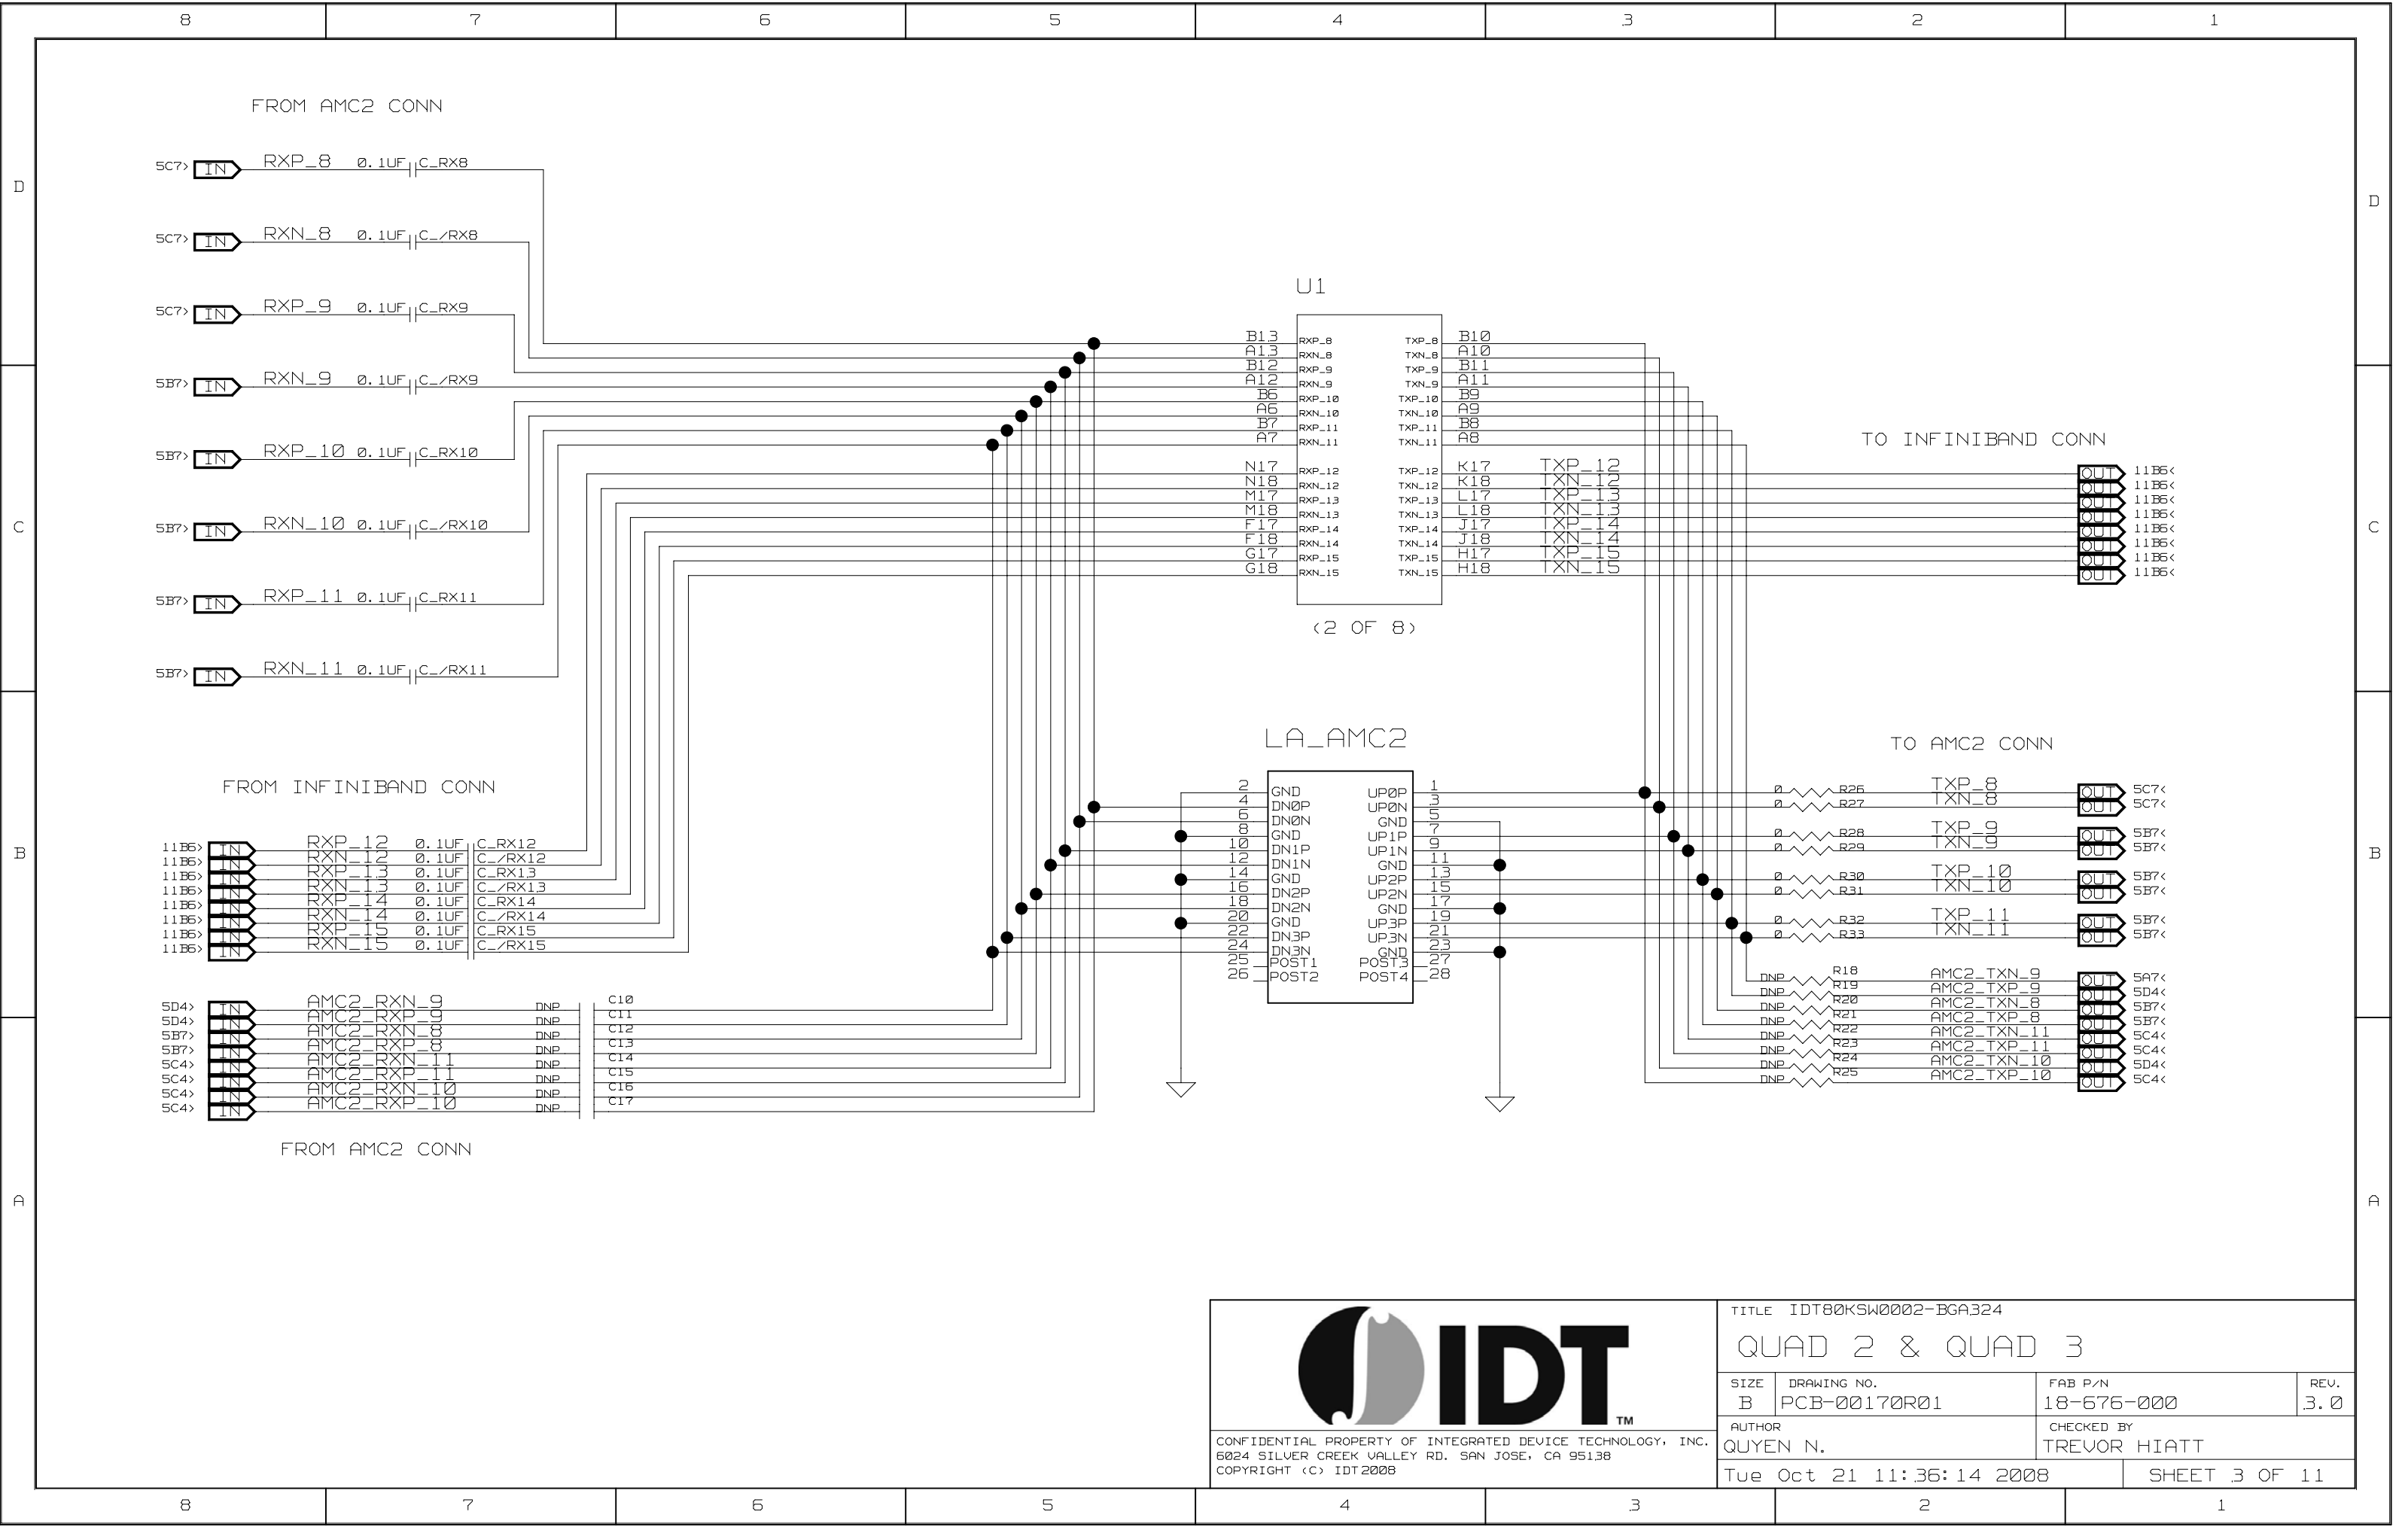 8 7 6 5 4 3 2 1
D
C
B
A
D
C
B
A
FROM AMC2 CONN
5C7> IN RXP_8 0.1UF C_RX8
5C7> IN RXN_8 0.1UF C_/RX8
5C7> IN RXP_9 0.1UF C_RX9
5B7> IN RXN_9 0.1UF C_/RX9
5B7> IN RXP_10 0.1UF C_RX10
5B7> IN RXN_10 0.1UF C_/RX10
5B7> IN RXP_11 0.1UF C_RX11
5B7> IN RXN_11 0.1UF C_/RX11
U1
B13 RXP_8 TXP_8 B10
A13 RXN_8 TXN_8 A10
B12 RXP_9 TXP_9 B11
A12 RXN_9 TXN_9 A11
B6 RXP_10 TXP_10 B9
A6 RXN_10 TXN_10 A9
B7 RXP_11 TXP_11 B8
A7 RXN_11 TXN_11 A8
N17 RXP_12 TXP_12 K17 TXP_12
N18 RXN_12 TXN_12 K18 TXN_12
M17 RXP_13 TXP_13 L17 TXP_13
M18 RXN_13 TXN_13 L18 TXN_13
F17 RXP_14 TXP_14 J17 TXP_14
F18 RXN_14 TXN_14 J18 TXN_14
G17 RXP_15 TXP_15 H17 TXP_15
G18 RXN_15 TXN_15 H18 TXN_15
(2 OF 8)
TO INFINIBAND CONN
OUT 11B6<
OUT 11B6<
OUT 11B6<
OUT 11B6<
OUT 11B6<
OUT 11B6<
OUT 11B6<
OUT 11B6<
FROM INFINIBAND CONN
11B6> IN RXP_12 0.1UF C_RX12
11B6> IN RXN_12 0.1UF C_/RX12
11B6> IN RXP_13 0.1UF C_RX13
11B6> IN RXN_13 0.1UF C_/RX13
11B6> IN RXP_14 0.1UF C_RX14
11B6> IN RXN_14 0.1UF C_/RX14
11B6> IN RXP_15 0.1UF C_RX15
11B6> IN RXN_15 0.1UF C_/RX15
5D4> IN AMC2_RXN_9 DNP C10
5D4> IN AMC2_RXP_9 DNP C11
5B7> IN AMC2_RXN_8 DNP C12
5B7> IN AMC2_RXP_8 DNP C13
5C4> IN AMC2_RXN_11 DNP C14
5C4> IN AMC2_RXP_11 DNP C15
5C4> IN AMC2_RXN_10 DNP C16
5C4> IN AMC2_RXP_10 DNP C17
FROM AMC2 CONN
LA_AMC2
2 GND UP0P 1
4 DN0P UP0N 3
6 DN0N GND 5
8 GND UP1P 7
10 DN1P UP1N 9
12 DN1N GND 11
14 GND UP2P 13
16 DN2P UP2N 15
18 DN2N GND 17
20 GND UP3P 19
22 DN3P UP3N 21
24 DN3N GND 23
25 POST1 POST3 27
26 POST2 POST4 28
TO AMC2 CONN
0 R26 TXP_8 OUT 5C7<
0 R27 TXN_8 OUT 5C7<
0 R28 TXP_9 OUT 5B7<
0 R29 TXN_9 OUT 5B7<
0 R30 TXP_10 OUT 5B7<
0 R31 TXN_10 OUT 5B7<
0 R32 TXP_11 OUT 5B7<
0 R33 TXN_11 OUT 5B7<
DNP R18 AMC2_TXN_9 OUT 5A7<
DNP R19 AMC2_TXP_9 OUT 5D4<
DNP R20 AMC2_TXN_8 OUT 5B7<
DNP R21 AMC2_TXP_8 OUT 5B7<
DNP R22 AMC2_TXN_11 OUT 5C4<
DNP R23 AMC2_TXP_11 OUT 5C4<
DNP R24 AMC2_TXN_10 OUT 5D4<
DNP R25 AMC2_TXP_10 OUT 5C4<
IDT TM
CONFIDENTIAL PROPERTY OF INTEGRATED DEVICE TECHNOLOGY, INC.
6024 SILVER CREEK VALLEY RD. SAN JOSE, CA 95138
COPYRIGHT (C) IDT2008
TITLE IDT80KSW0002-BGA324
QUAD 2 & QUAD 3
SIZE DRAWING NO. FAB P/N REV.
B PCB-00170R01 18-676-000 3.0
AUTHOR CHECKED BY
QUYEN N. TREVOR HIATT
Tue Oct 21 11:36:14 2008 SHEET 3 OF 11
8 7 6 5 4 3 2 1